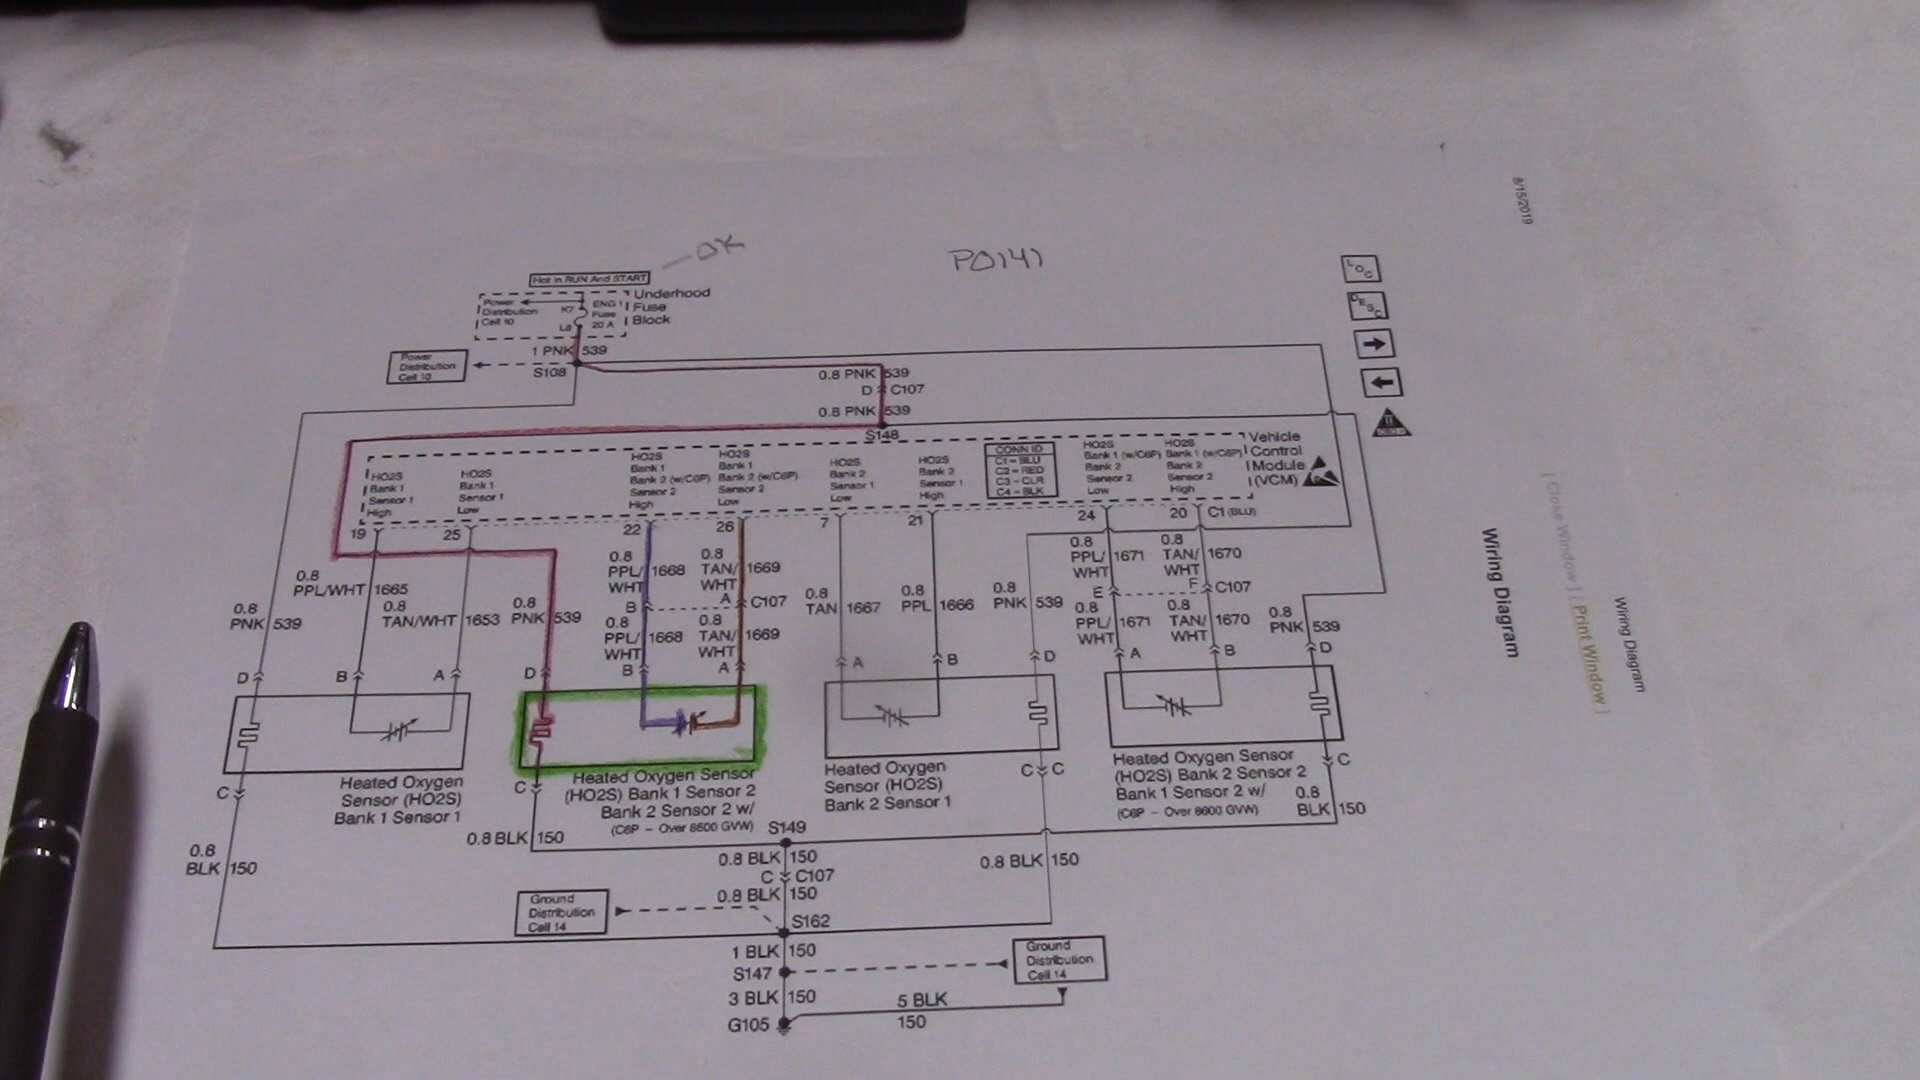 8/15/2019
OK
P0141
Hot in RUN And START
Power
Distribution
Cell 10
K7
L8
ENG 1
Fuse
20 A
Underhood
Fuse
Block
Power
Distribution
Cell 10
1 PNK 539
S108
0.8 PNK 539
D C107
0.8 PNK 539
S148
LOC
DESC
II
HO2S
Bank 1
Sensor 1
High
HO2S
Bank 1
Sensor 1
Low
HO2S
Bank 1
Bank 2 (w/C6P)
Sensor 2
High
HO2S
Bank 1
Bank 2 (w/C6P)
Sensor 2
Low
HO2S
Bank 2
Sensor 1
Low
HO2S
Bank 2
Sensor 1
High
CONN ID
C1 = BLU
C2 = RED
C3 = CLR
C4 = BLK
HO2S
Bank 1 (w/C6P)
Bank 2
Sensor 2
Low
HO2S
Bank 1 (w/C6P)
Bank 2
Sensor 2
High
Vehicle
Control
Module
(VCM)
19 25 22 26 7 21 24 20 C1 (BLU)
0.8
PNK 539
0.8
PPL/WHT 1665
0.8
TAN/WHT 1653
0.8
PNK 539
0.8
PPL/ 1668
WHT
0.8
TAN/ 1669
WHT
B A C107
0.8
PPL/ 1668
WHT
0.8
TAN/ 1669
WHT
0.8
TAN 1667
0.8
PPL 1666
0.8
PNK 539
0.8
PPL/ 1671
WHT
0.8
TAN/ 1670
WHT
E F C107
0.8
PPL/ 1671
WHT
0.8
TAN/ 1670
WHT
0.8
PNK 539
D B A D B A A B D A B D
Heated Oxygen
Sensor (HO2S)
Bank 1 Sensor 1
Heated Oxygen Sensor
(HO2S) Bank 1 Sensor 2
Bank 2 Sensor 2 w/
(C6P - Over 8600 GVW)
Heated Oxygen
Sensor (HO2S)
Bank 2 Sensor 1
Heated Oxygen Sensor
(HO2S) Bank 2 Sensor 2
Bank 1 Sensor 2 w/
(C6P - Over 8600 GVW)
C C C C C
0.8
BLK 150
0.8 BLK 150
S149
0.8 BLK 150
C C107
0.8 BLK 150
0.8 BLK 150
0.8
BLK 150
Ground
Distribution
Cell 14
S162
1 BLK 150
S147
3 BLK 150
G105
5 BLK
150
Ground
Distribution
Cell 14
Wiring Diagram
[ Close Window ] [ Print Window ]
Wiring Diagram